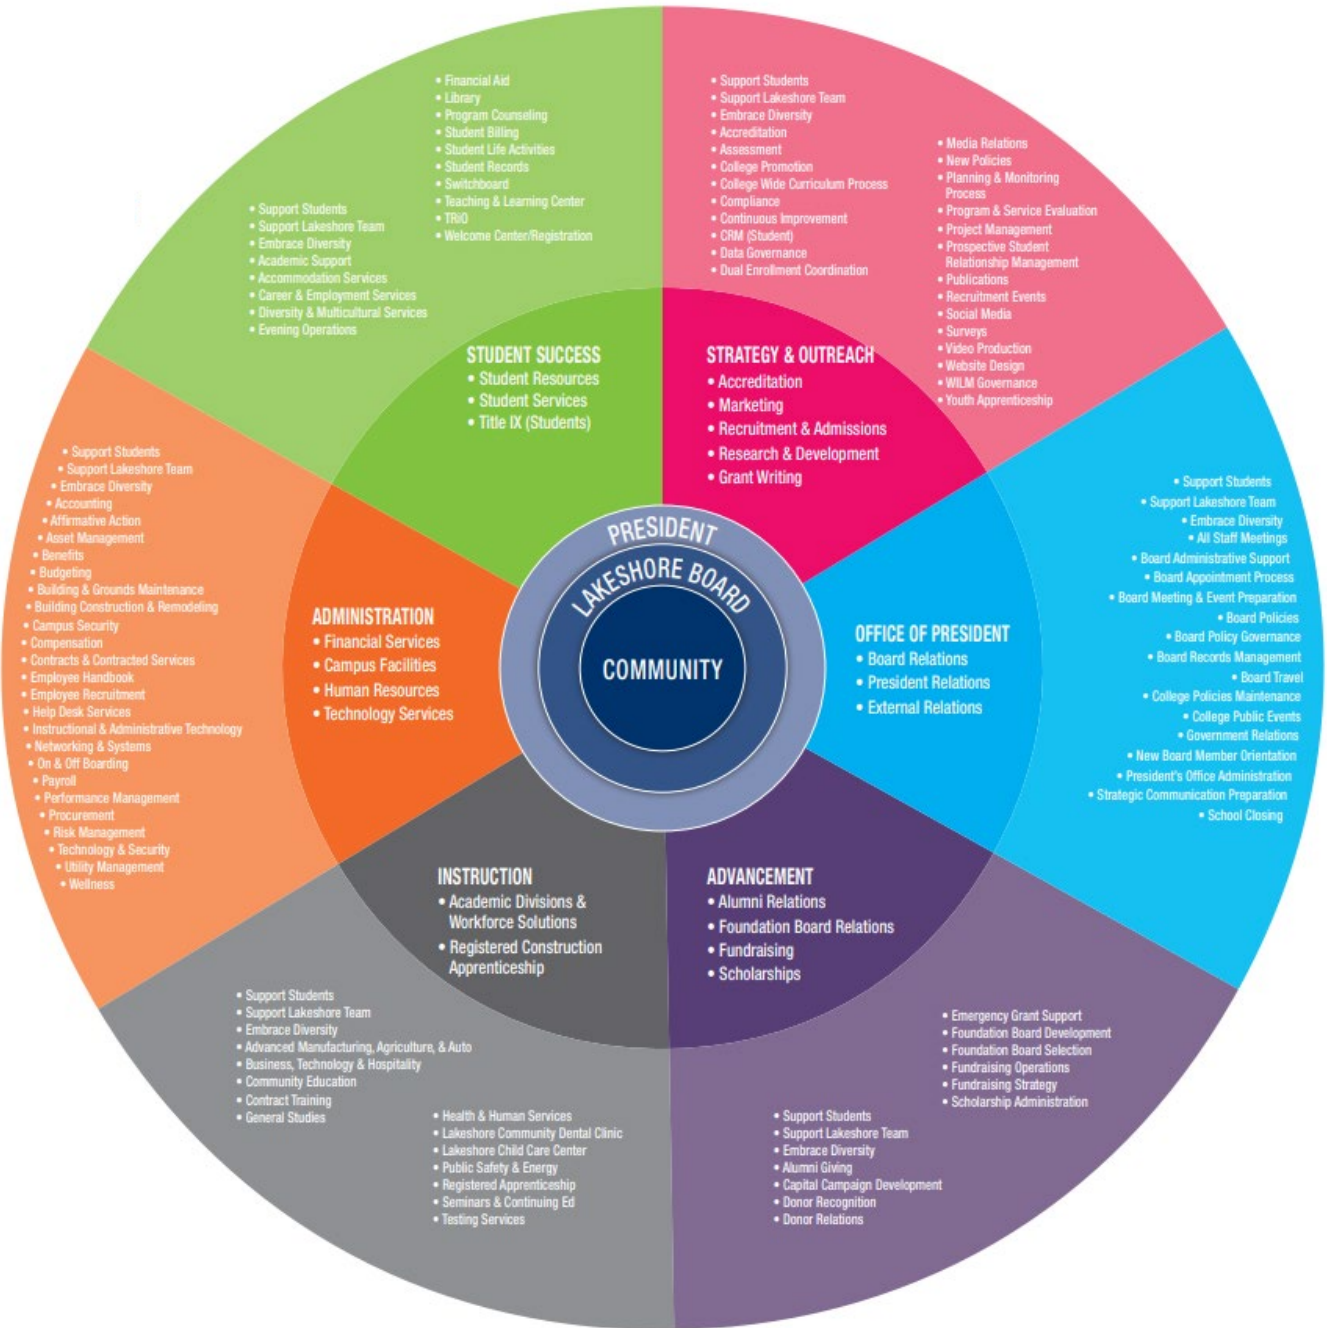 PRESIDENT
LAKESHORE BOARD
COMMUNITY
STUDENT SUCCESS
• Student Resources
• Student Services
• Title IX (Students)
• Support Students
• Support Lakeshore Team
• Embrace Diversity
• Academic Support
• Accommodation Services
• Career & Employment Services
• Diversity & Multicultural Services
• Evening Operations
• Financial Aid
• Library
• Program Counseling
• Student Billing
• Student Life Activities
• Student Records
• Switchboard
• Teaching & Learning Center
• TRiO
• Welcome Center/Registration
STRATEGY & OUTREACH
• Accreditation
• Marketing
• Recruitment & Admissions
• Research & Development
• Grant Writing
• Support Students
• Support Lakeshore Team
• Embrace Diversity
• Accreditation
• Assessment
• College Promotion
• College Wide Curriculum Process
• Compliance
• Continuous Improvement
• CRM (Student)
• Data Governance
• Dual Enrollment Coordination
• Media Relations
• New Policies
• Planning & Monitoring
Process
• Program & Service Evaluation
• Project Management
• Prospective Student
Relationship Management
• Publications
• Recruitment Events
• Social Media
• Surveys
• Video Production
• Website Design
• WILM Governance
• Youth Apprenticeship
OFFICE OF PRESIDENT
• Board Relations
• President Relations
• External Relations
• Support Students
• Support Lakeshore Team
• Embrace Diversity
• All Staff Meetings
• Board Administrative Support
• Board Appointment Process
• Board Meeting & Event Preparation
• Board Policies
• Board Policy Governance
• Board Records Management
• Board Travel
• College Policies Maintenance
• College Public Events
• Government Relations
• New Board Member Orientation
• President's Office Administration
• Strategic Communication Preparation
• School Closing
ADVANCEMENT
• Alumni Relations
• Foundation Board Relations
• Fundraising
• Scholarships
• Support Students
• Support Lakeshore Team
• Embrace Diversity
• Alumni Giving
• Capital Campaign Development
• Donor Recognition
• Donor Relations
• Emergency Grant Support
• Foundation Board Development
• Foundation Board Selection
• Fundraising Operations
• Fundraising Strategy
• Scholarship Administration
INSTRUCTION
• Academic Divisions &
Workforce Solutions
• Registered Construction
Apprenticeship
• Support Students
• Support Lakeshore Team
• Embrace Diversity
• Advanced Manufacturing, Agriculture, & Auto
• Business, Technology & Hospitality
• Community Education
• Contract Training
• General Studies
• Health & Human Services
• Lakeshore Community Dental Clinic
• Lakeshore Child Care Center
• Public Safety & Energy
• Registered Apprenticeship
• Seminars & Continuing Ed
• Testing Services
ADMINISTRATION
• Financial Services
• Campus Facilities
• Human Resources
• Technology Services
• Support Students
• Support Lakeshore Team
• Embrace Diversity
• Accounting
• Affirmative Action
• Asset Management
• Benefits
• Budgeting
• Building & Grounds Maintenance
• Building Construction & Remodeling
• Campus Security
• Compensation
• Contracts & Contracted Services
• Employee Handbook
• Employee Recruitment
• Help Desk Services
• Instructional & Administrative Technology
• Networking & Systems
• On & Off Boarding
• Payroll
• Performance Management
• Procurement
• Risk Management
• Technology & Security
• Utility Management
• Wellness